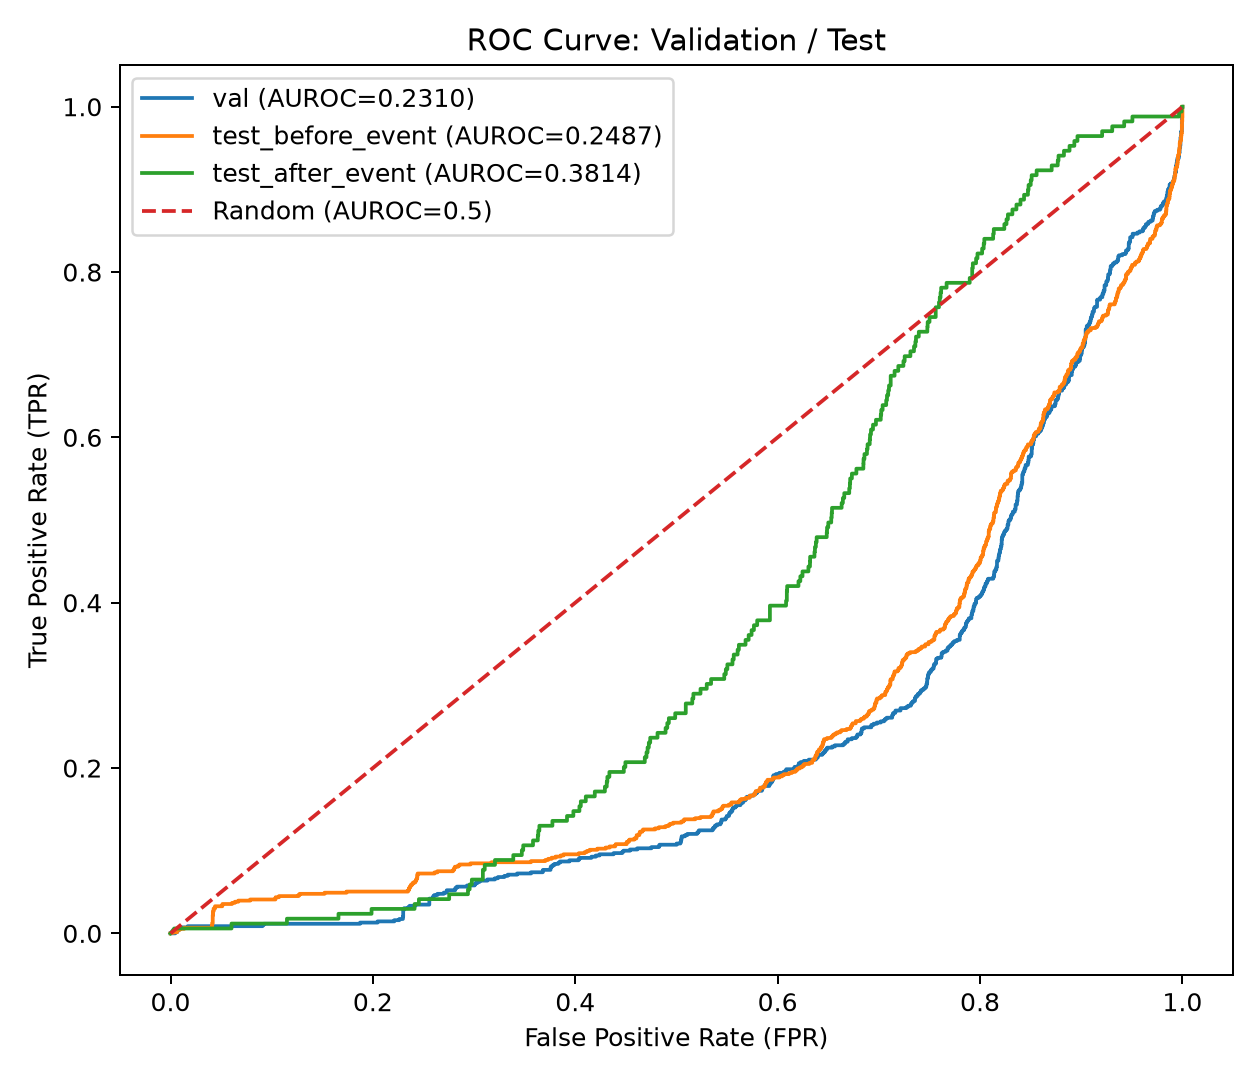 ROC Curve: Validation / Test
val (AUROC=0.2310)
test_before_event (AUROC=0.2487)
test_after_event (AUROC=0.3814)
Random (AUROC=0.5)
True Positive Rate (TPR)
1.0
0.8
0.6
0.4
0.2
0.0
0.0 0.2 0.4 0.6 0.8 1.0
False Positive Rate (FPR)